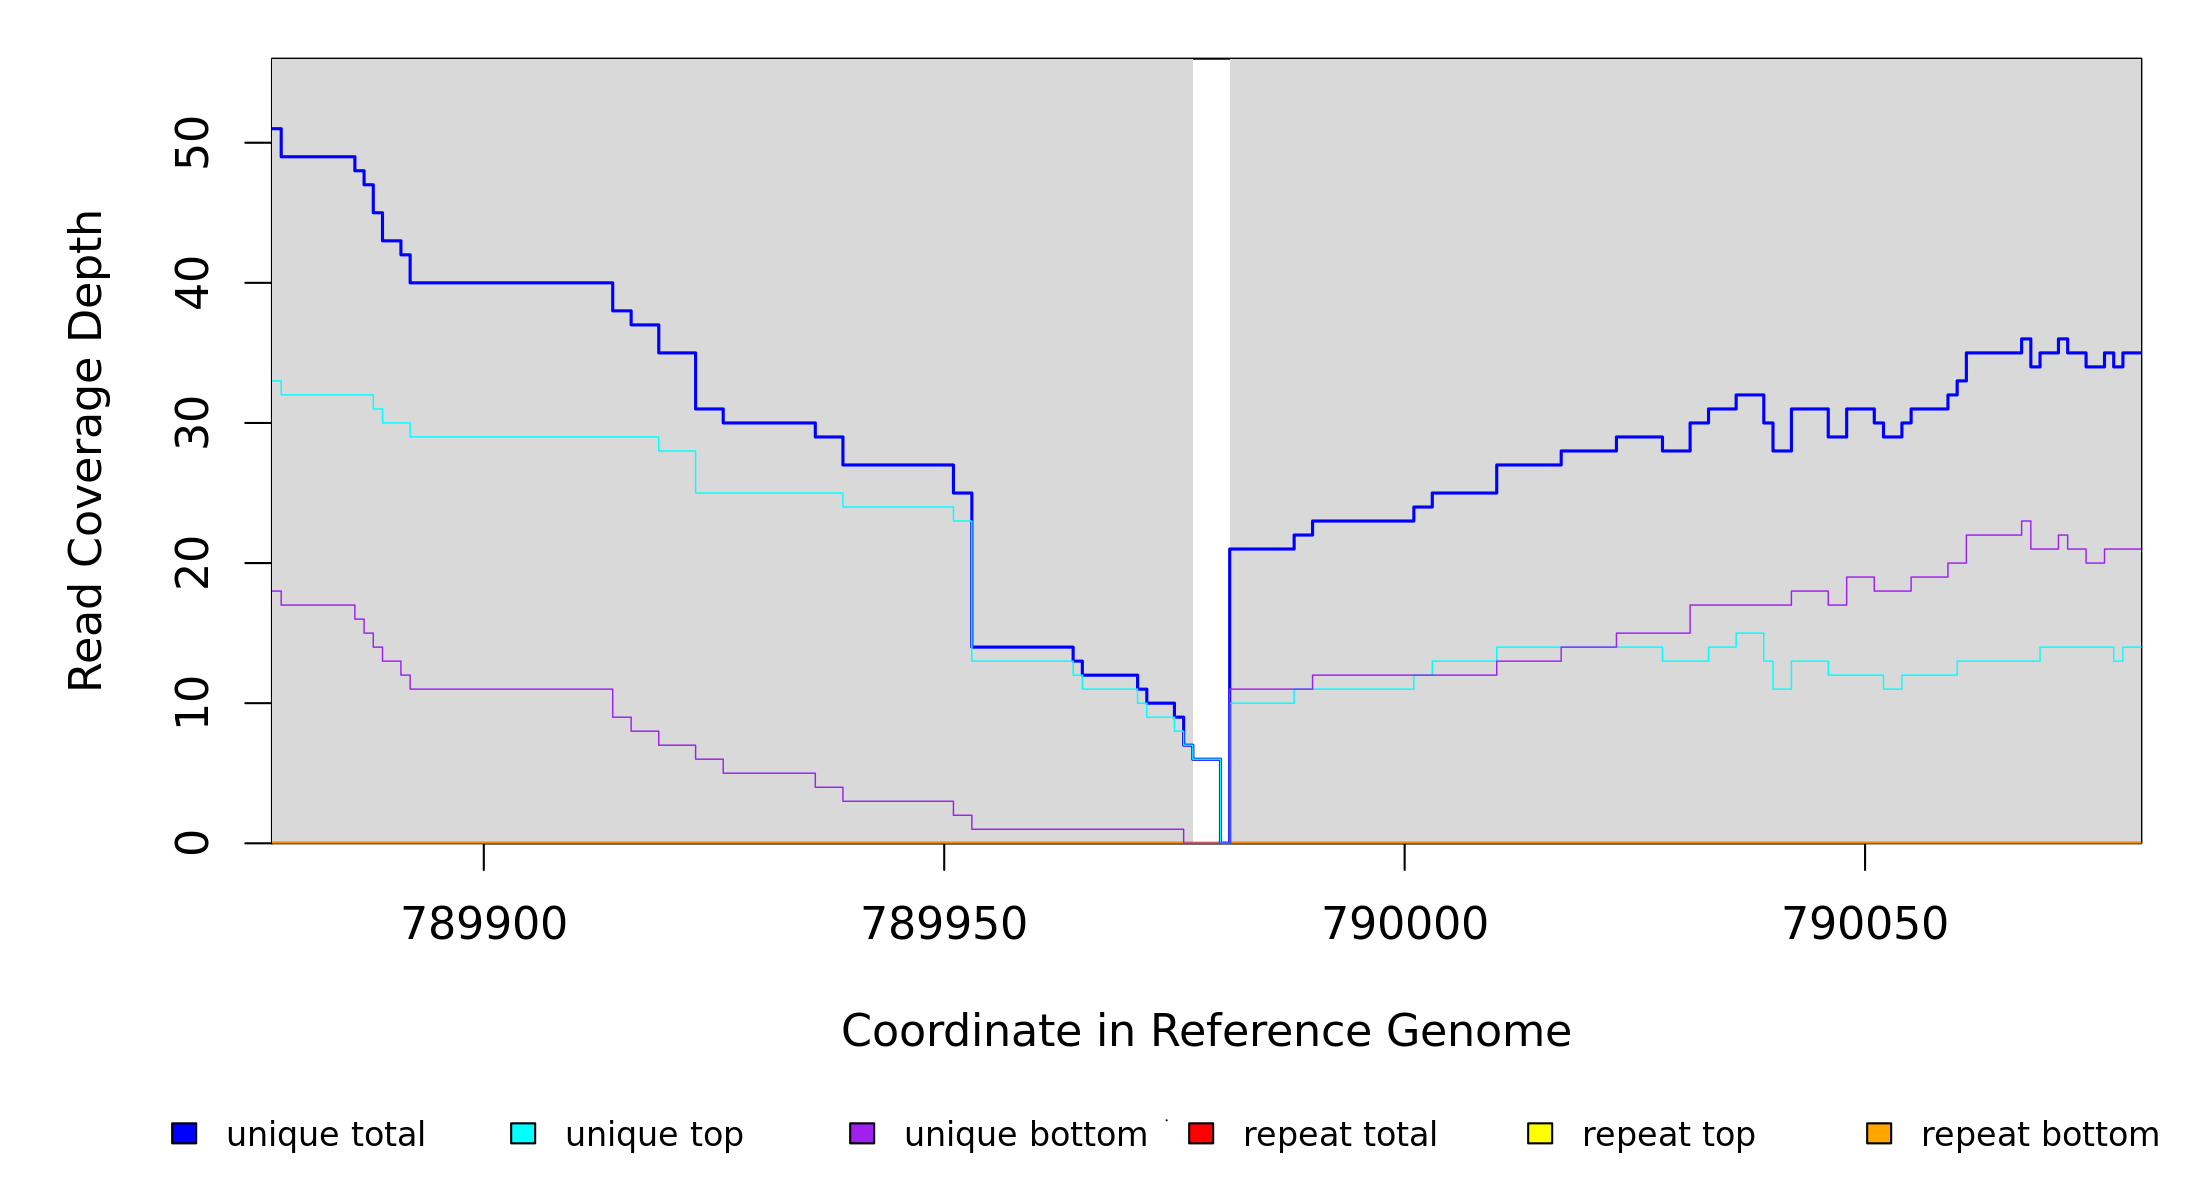 Read Coverage Depth
50
40
30
20
10
0
789900 789950 790000 790050
Coordinate in Reference Genome
unique total unique top unique bottom repeat total repeat top repeat bottom